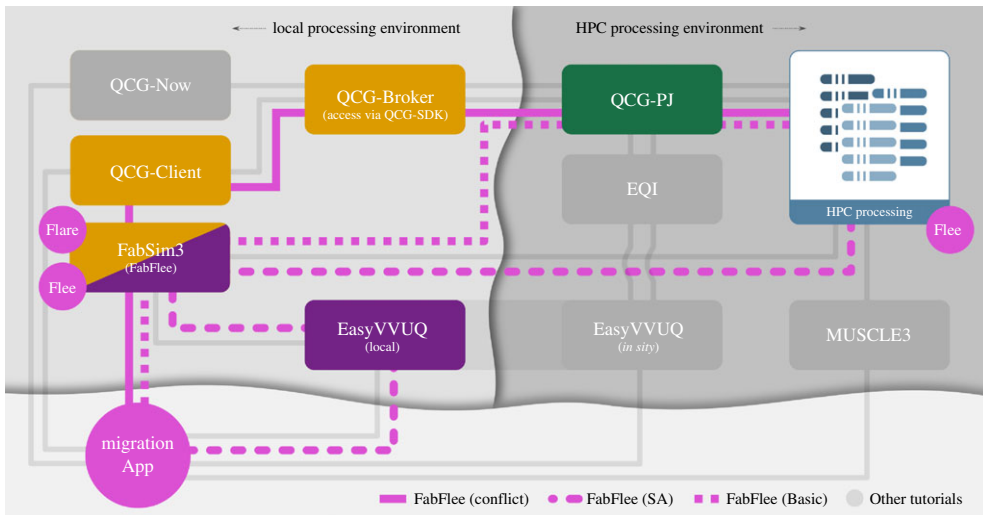 local processing environment
HPC processing environment
QCG-Now
QCG-Broker
(access via QCG-SDK)
QCG-PJ
QCG-Client
EQI
HPC processing
Flare
FabSim3
(FabFlee)
Flee
Flee
EasyVVUQ
(local)
EasyVVUQ
(in sity)
MUSCLE3
migration
App
FabFlee (conflict)
FabFlee (SA)
FabFlee (Basic)
Other tutorials